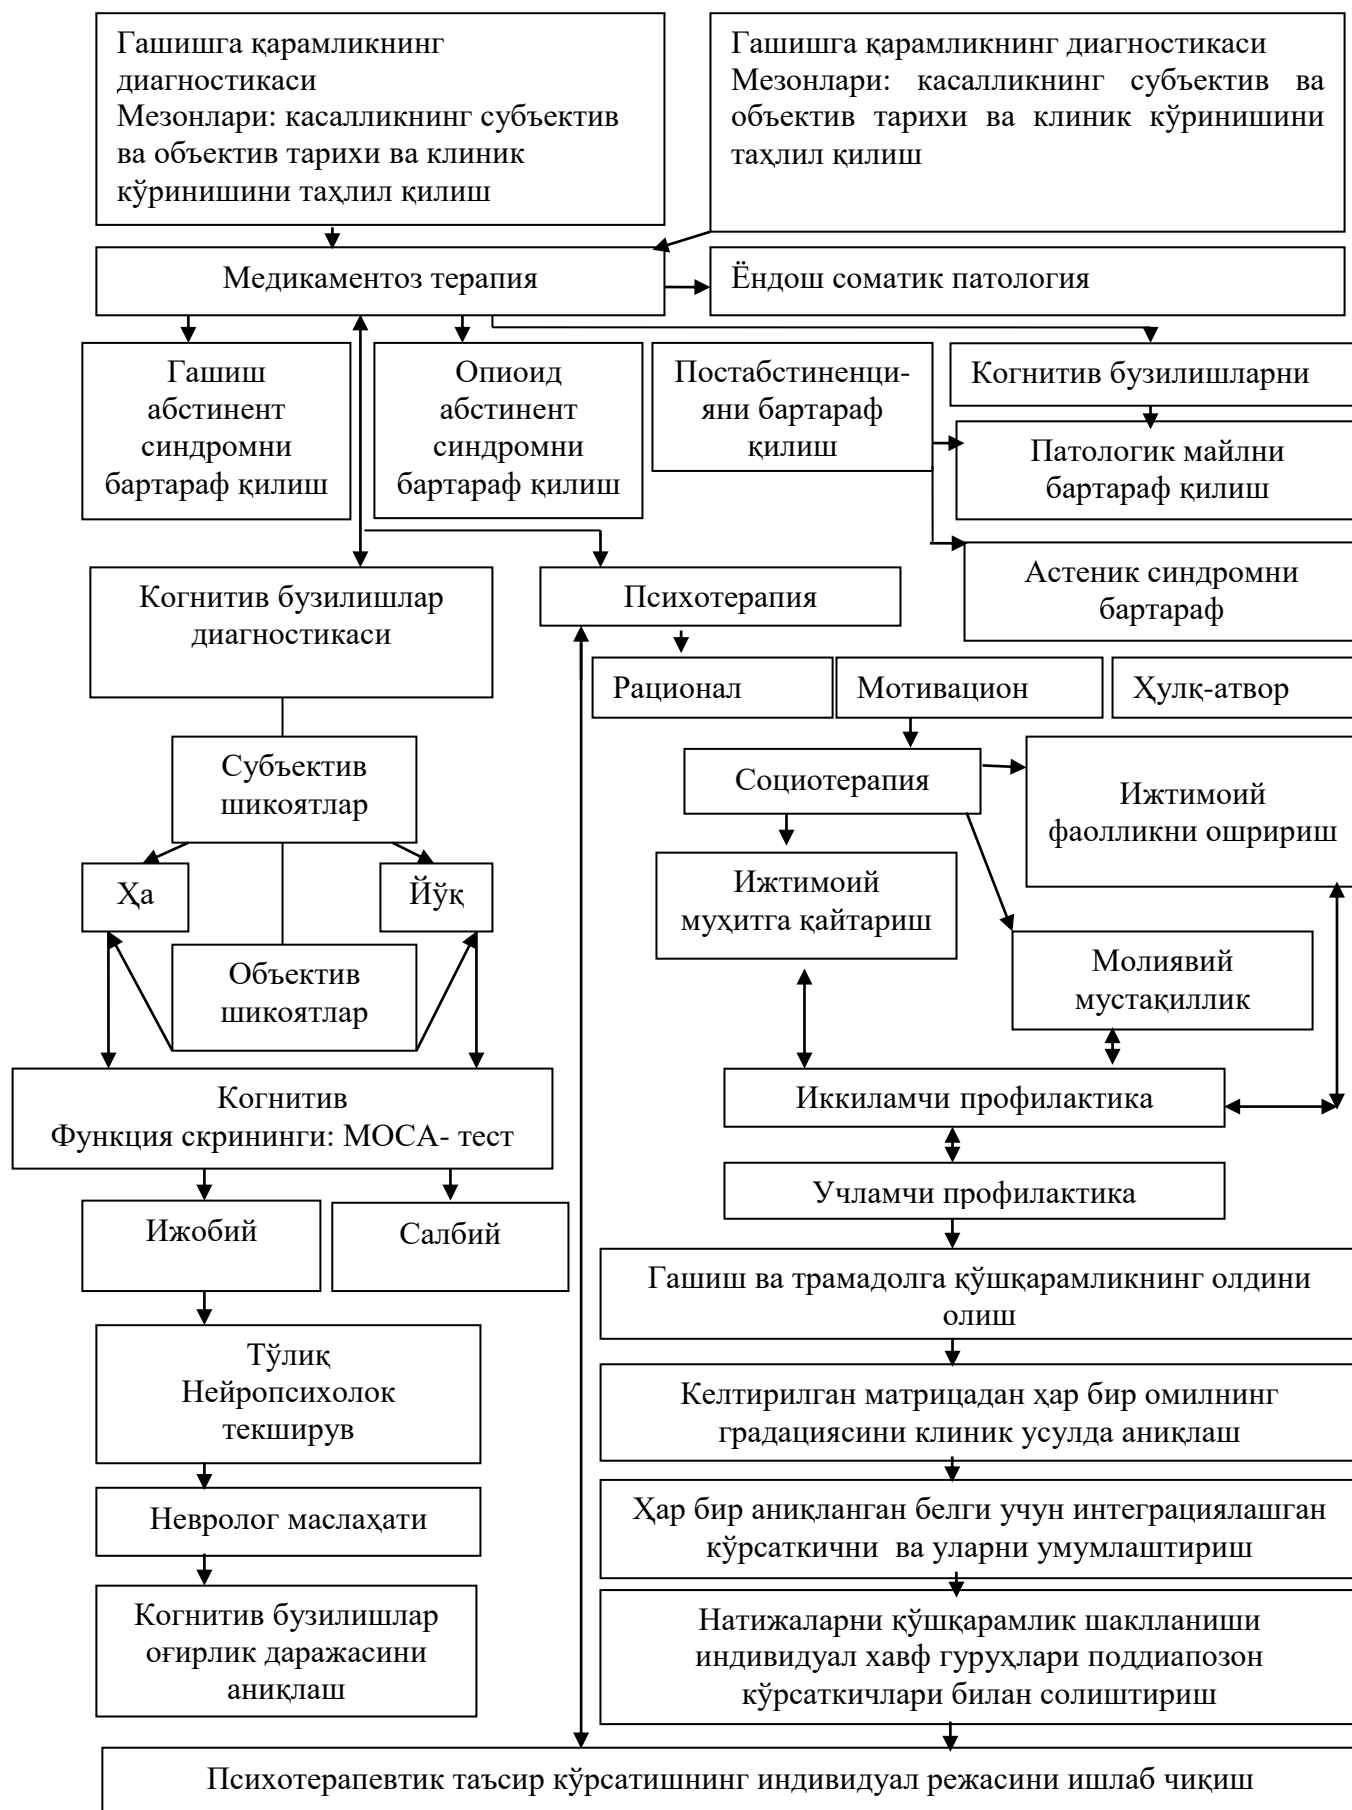 Гашишга қарамликнинг
диагностикаси
Мезонлари: касалликнинг субъектив
ва объектив тарихи ва клиник
кўринишини таҳлил қилиш
Гашишга қарамликнинг диагностикаси
Мезонлари: касалликнинг субъектив ва
объектив тарихи ва клиник кўринишини
таҳлил қилиш
Медикаментоз терапия
Ёндош соматик патология
Гашиш
абстинент
синдромни
бартараф қилиш
Опиоид
абстинент
синдромни
бартараф қилиш
Постабстиненци-
яни бартараф
қилиш
Когнитив бузилишларни
Патологик майлни
бартараф қилиш
Астеник синдромни
бартараф
Когнитив бузилишлар
диагностикаси
Психотерапия
Рационал
Мотивацион
Ҳулқ-атвор
Субъектив
шикоятлар
Социотерапия
Ижтимоий
фаолликни ошририш
Ҳа
Йўқ
Ижтимоий
муҳитга қайтариш
Объектив
шикоятлар
Молиявий
мустақиллик
Когнитив
Функция скрининги: МОСА- тест
Иккиламчи профилактика
Учламчи профилактика
Ижобий
Салбий
Гашиш ва трамадолга қўшқарамликнинг олдини
олиш
Тўлиқ
Нейропсихолок
текширув
Келтирилган матрицадан ҳар бир омилнинг
градациясини клиник усулда аниқлаш
Невролог маслаҳати
Ҳар бир аниқланган белги учун интеграциялашган
кўрсаткични ва уларни умумлаштириш
Когнитив бузилишлар
оғирлик даражасини
аниқлаш
Натижаларни қўшқарамлик шаклланиши
индивидуал хавф гуруҳлари поддиапозон
кўрсаткичлари билан солиштириш
Психотерапевтик таъсир кўрсатишнинг индивидуал режасини ишлаб чиқиш